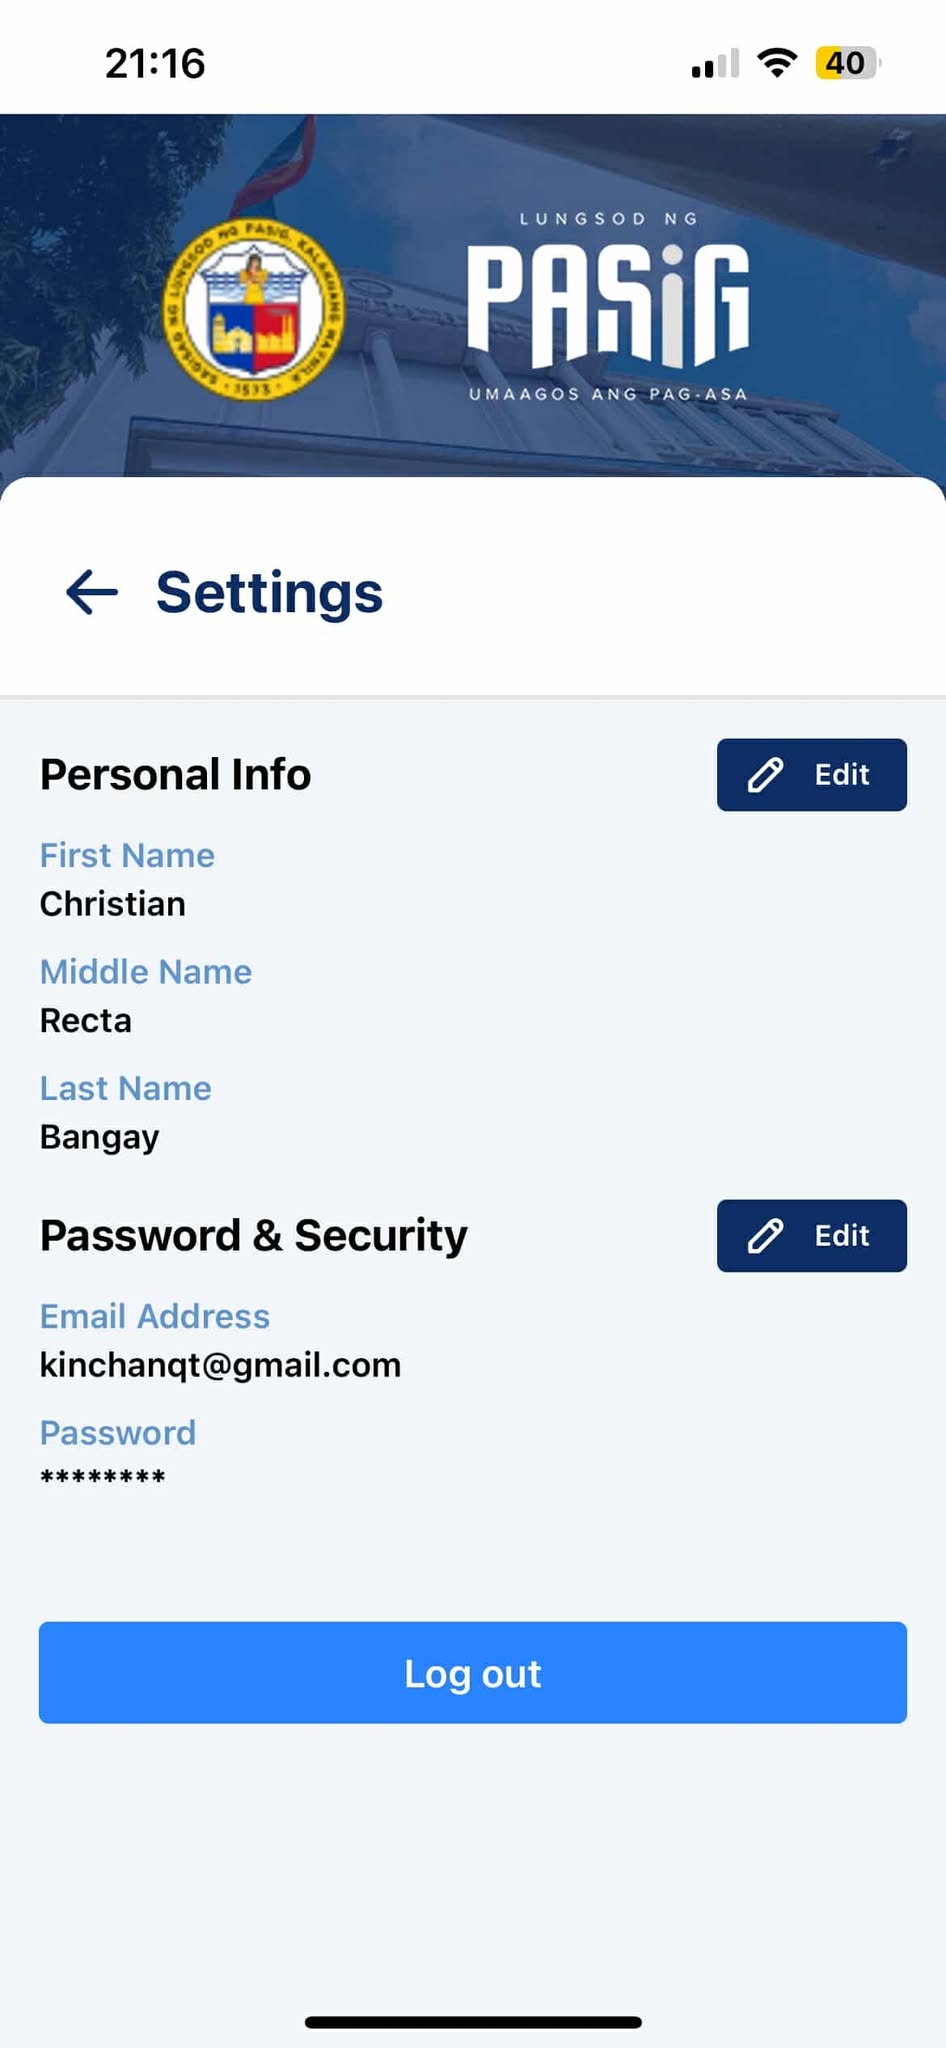 21:16
40
SAGISAG NG LUNGSOD NG PASIG, KALAKHANG MAYNILA
1573
LUNGSOD NG
PASiG
UMAAGOS ANG PAG-ASA
Settings
Personal Info
Edit
First Name
Christian
Middle Name
Recta
Last Name
Bangay
Password & Security
Edit
Email Address
kinchanqt@gmail.com
Password
********
Log out